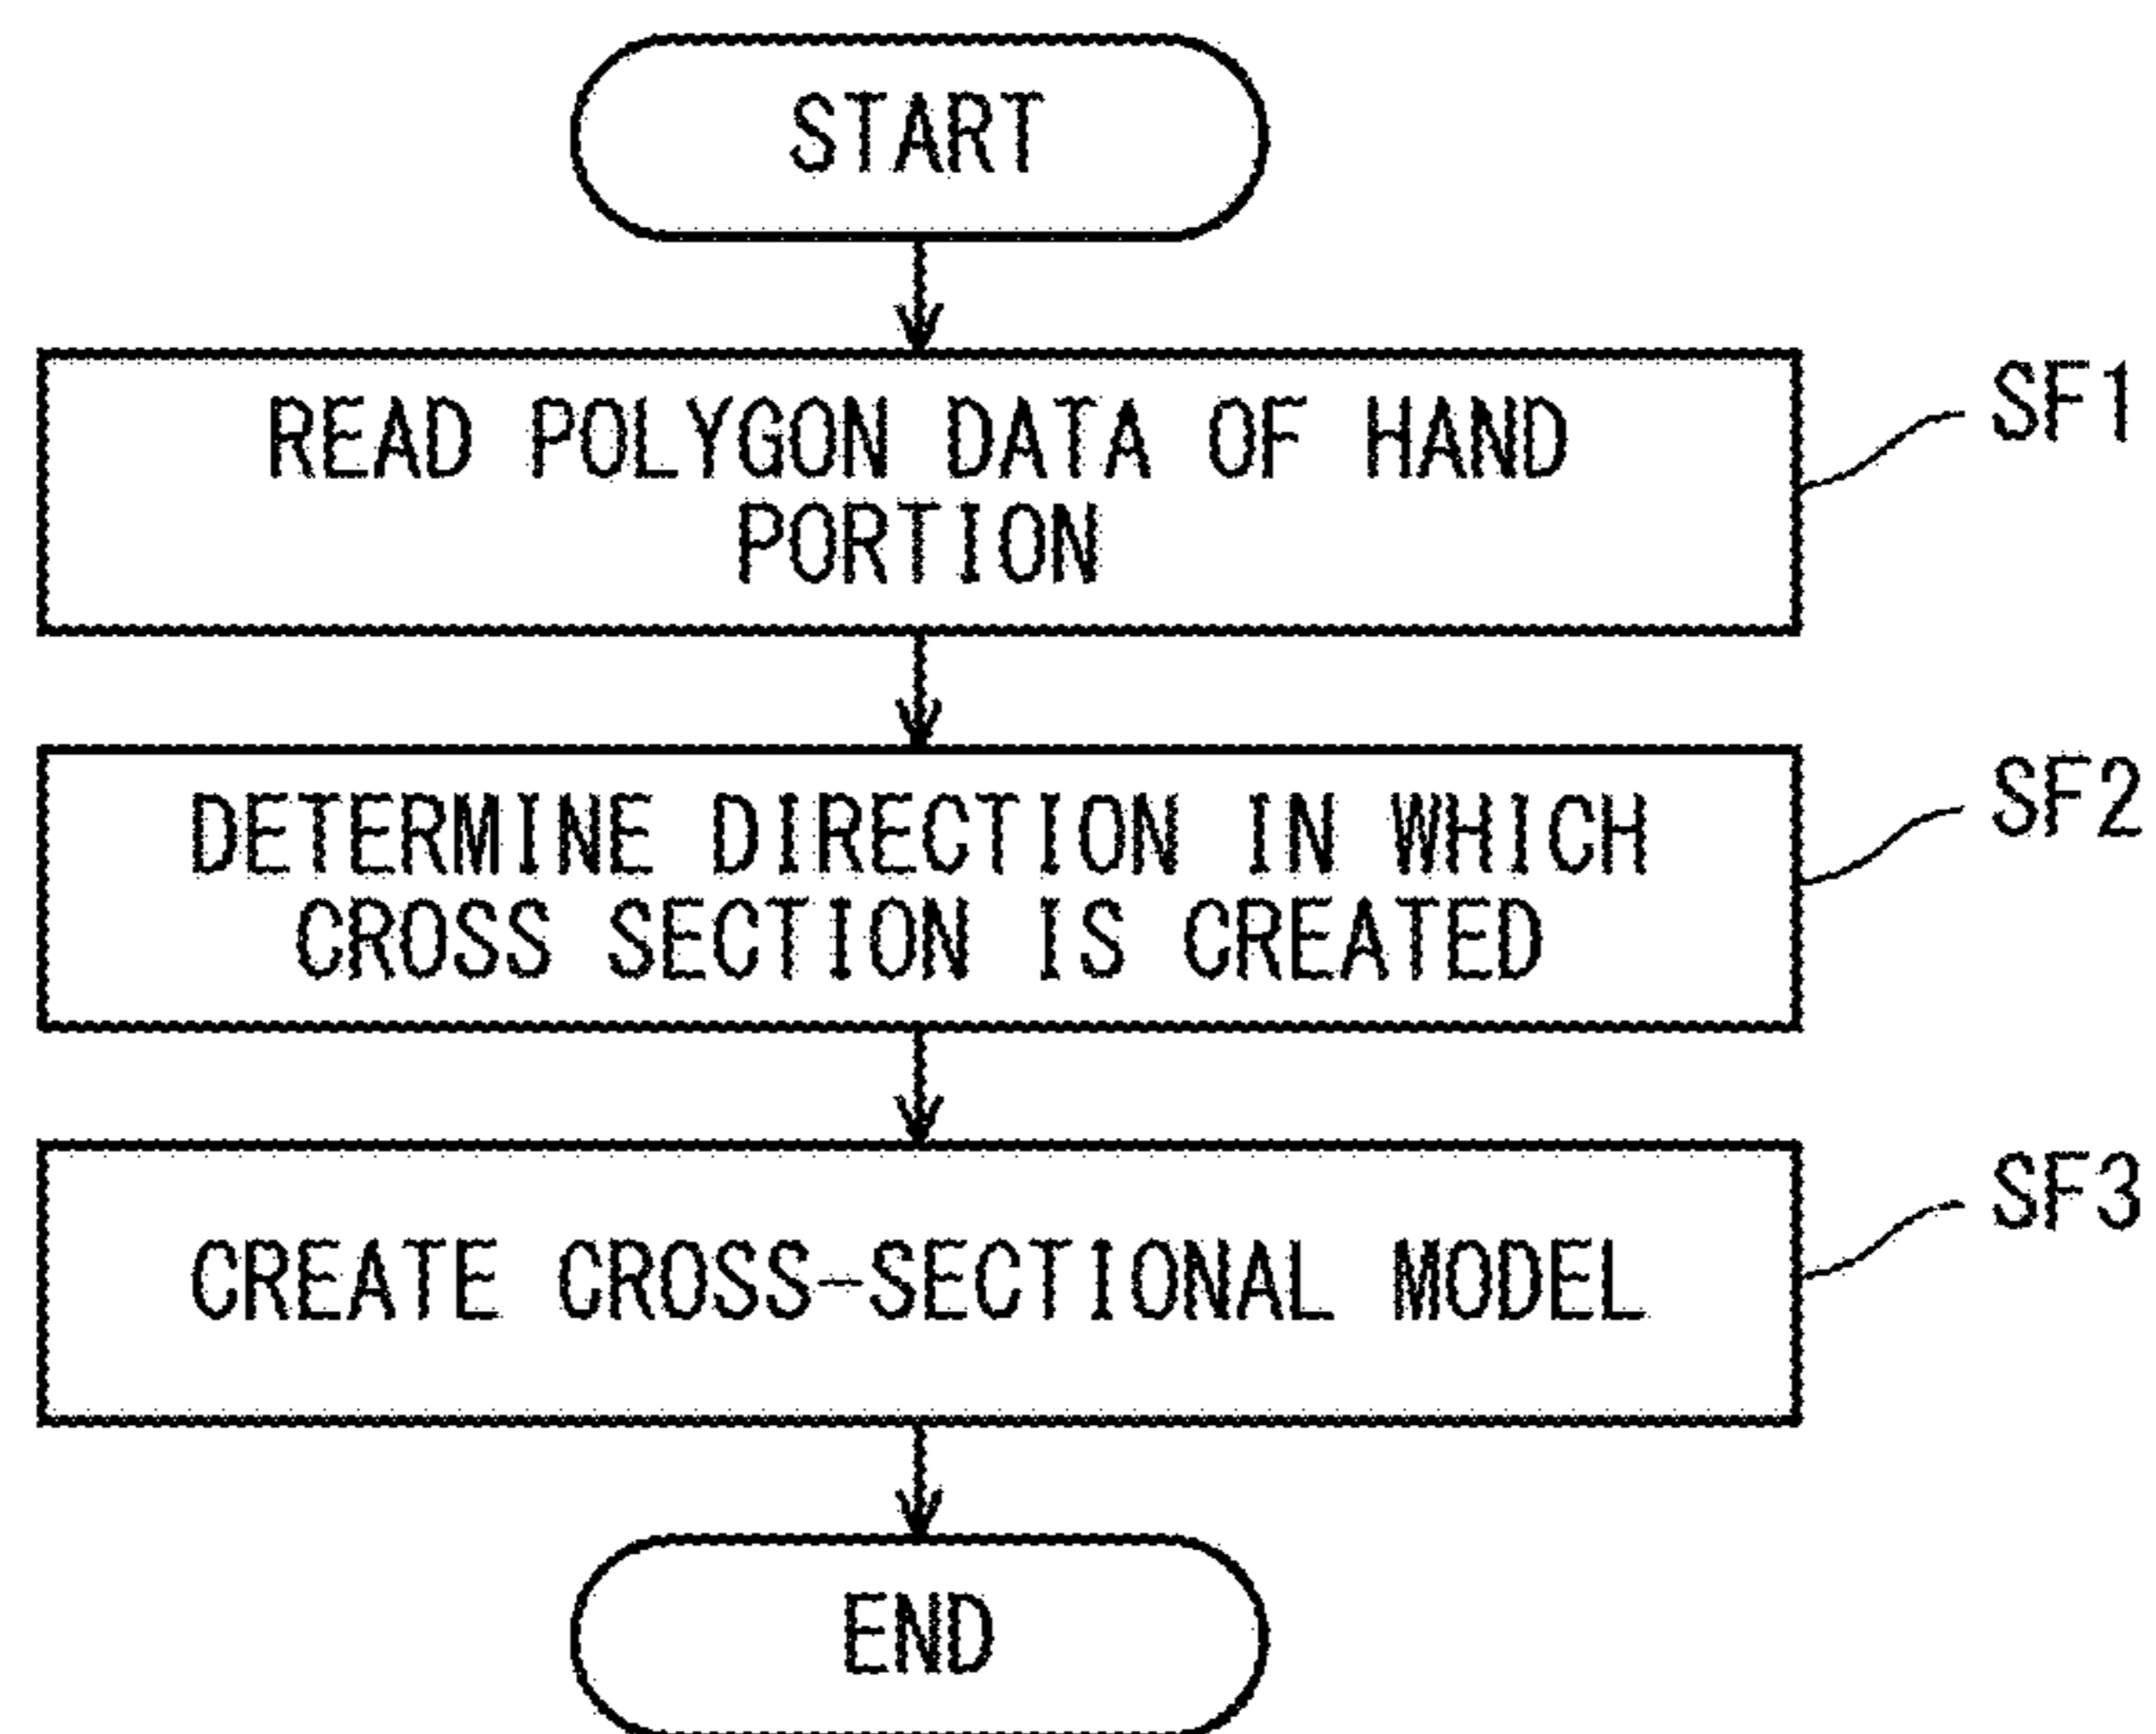 START
READ POLYGON DATA OF HAND
PORTION
SF1
DETERMINE DIRECTION IN WHICH
CROSS SECTION IS CREATED
SF2
CREATE CROSS-SECTIONAL MODEL
SF3
END